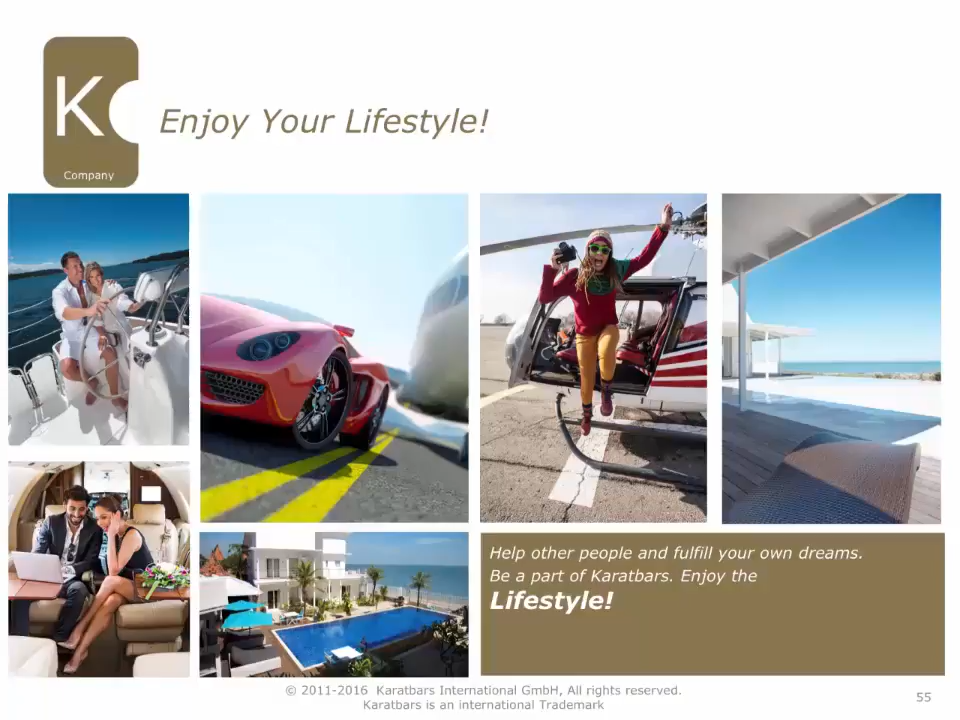 K
Company
Enjoy Your Lifestyle!
Help other people and fulfill your own dreams.
Be a part of Karatbars. Enjoy the
Lifestyle!
© 2011-2016 Karatbars International GmbH, All rights reserved.
Karatbars is an international Trademark
55